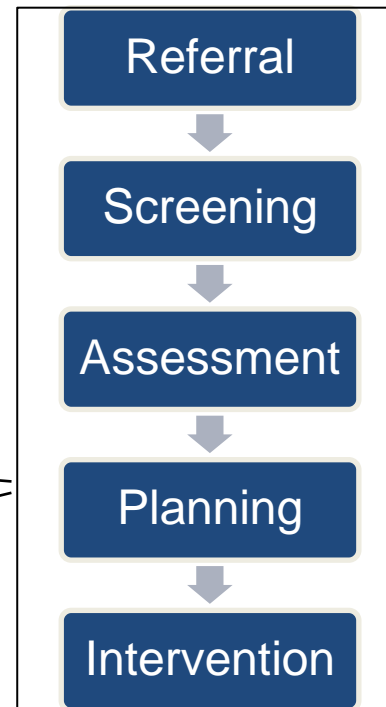 Referral
Screening
Assessment
Planning
Intervention